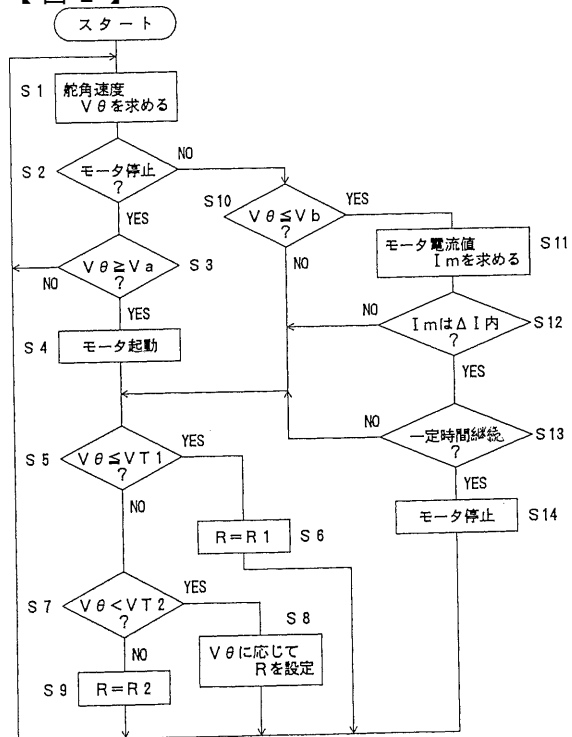 スタート
S1
舵角速度
Vθを求める
S2
モータ停止
?
NO
YES
S10
Vθ≦Vb
?
YES
NO
S11
モータ電流値
Imを求める
Vθ≧Va
?
S3
NO
YES
S12
ImはΔI内
?
NO
YES
S4
モータ起動
S13
一定時間継続
?
NO
YES
S5
Vθ≦VT1
?
YES
NO
S14
モータ停止
R=R1
S6
S7
Vθ<VT2
?
YES
NO
S8
Vθに応じて
Rを設定
S9
R=R2